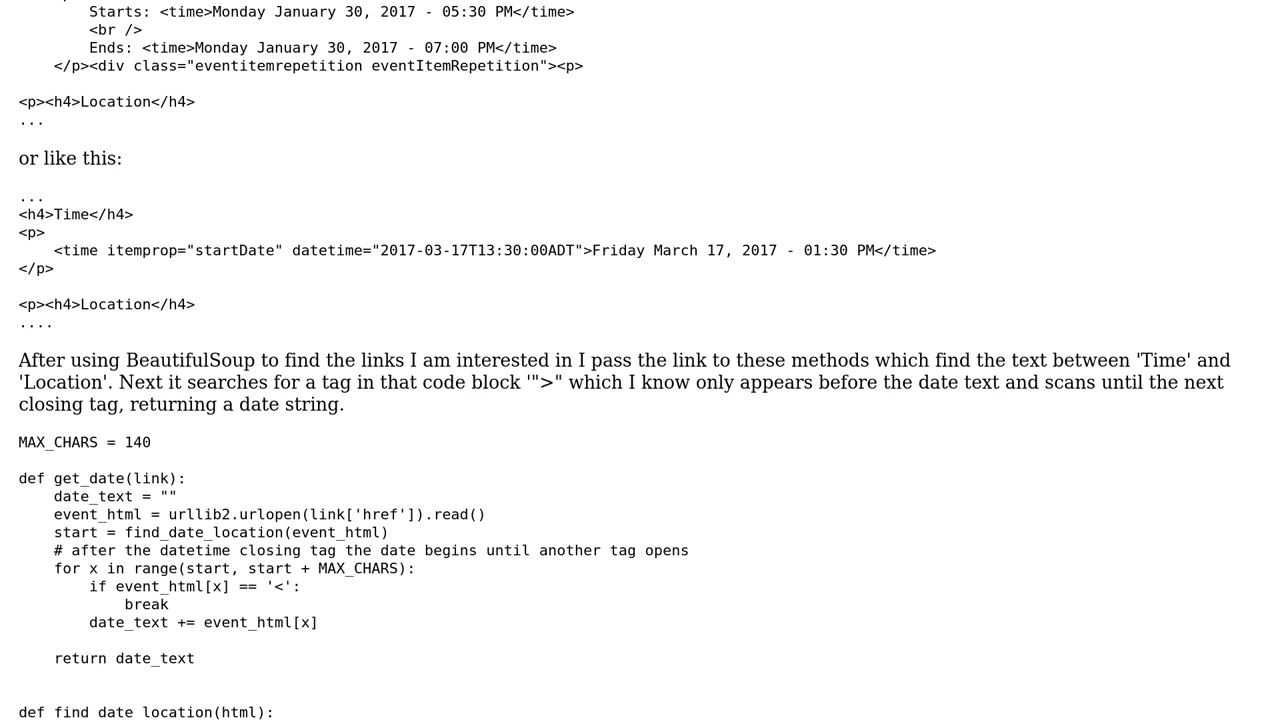 Starts: <time>Monday January 30, 2017 - 05:30 PM</time>
<br />
Ends: <time>Monday January 30, 2017 - 07:00 PM</time>
</p><div class="eventitemrepetition eventItemRepetition"><p>
<p><h4>Location</h4>
...
or like this:
...
<h4>Time</h4>
<p>
<time itemprop="startDate" datetime="2017-03-17T13:30:00ADT">Friday March 17, 2017 - 01:30 PM</time>
</p>
<p><h4>Location</h4>
....
After using BeautifulSoup to find the links I am interested in I pass the link to these methods which find the text between 'Time' and
'Location'. Next it searches for a tag in that code block '">" which I know only appears before the date text and scans until the next
closing tag, returning a date string.
MAX_CHARS = 140
def get_date(link):
date_text = ""
event_html = urllib2.urlopen(link['href']).read()
start = find_date_location(event_html)
# after the datetime closing tag the date begins until another tag opens
for x in range(start, start + MAX_CHARS):
if event_html[x] == '<':
break
date_text += event_html[x]
return date_text
def find_date_location(html):